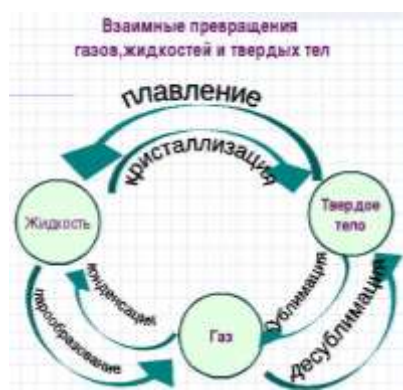 Взаимные превращения
газов,жидкостей и твердых тел
плавление
кристаллизация
Жидкость
Твердое
тело
конденсация
сублимация
парообразование
Газ
десублимация